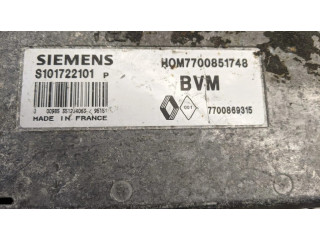 SIEMENS
HOM7700851748
S101722101 P
BVM
7700869315
MADE IN FRANCE